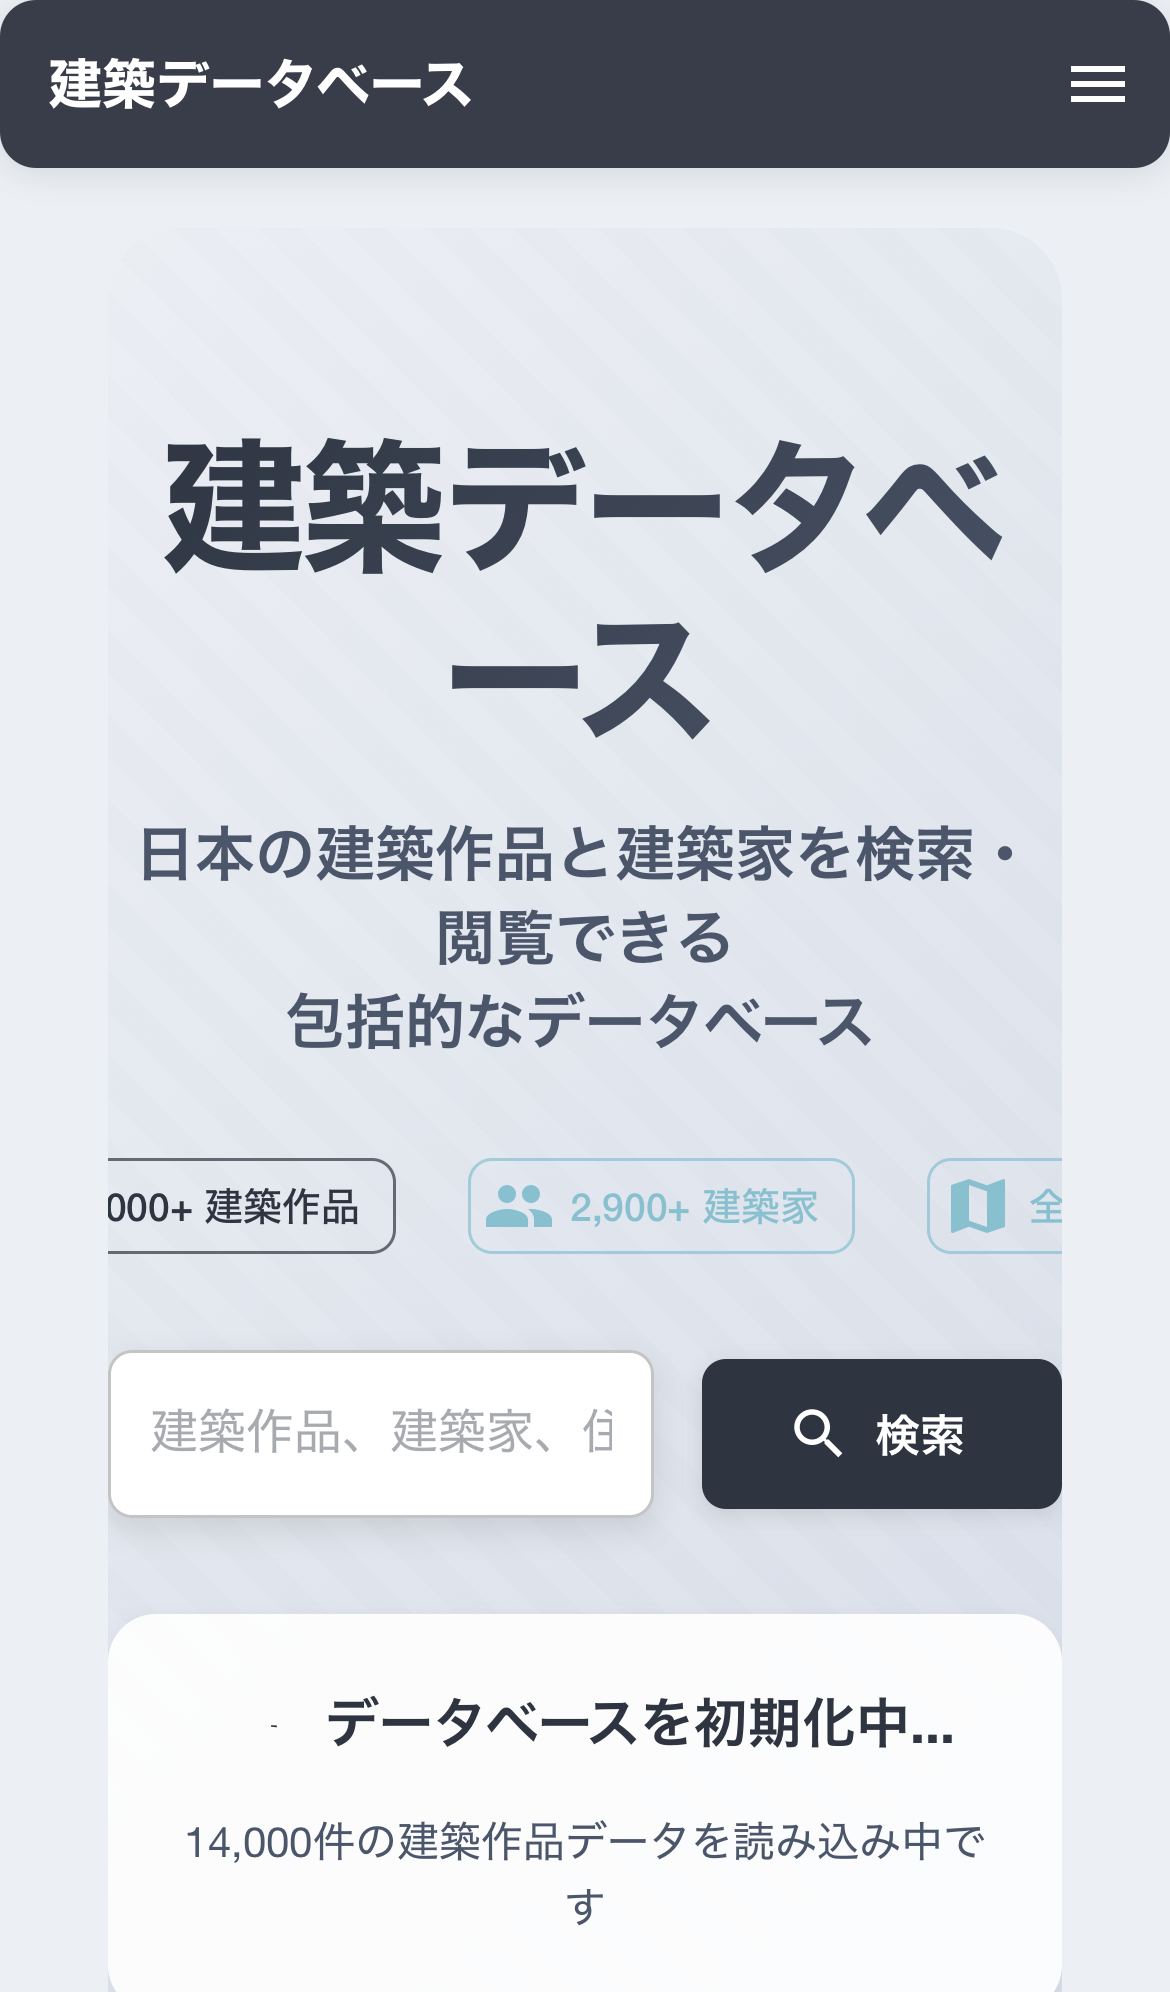 建築データベース
建築データベ
ース
日本の建築作品と建築家を検索・
閲覧できる
包括的なデータベース
000+ 建築作品
2,900+ 建築家
全
建築作品、建築家、住
検索
データベースを初期化中...
14,000件の建築作品データを読み込み中で
す